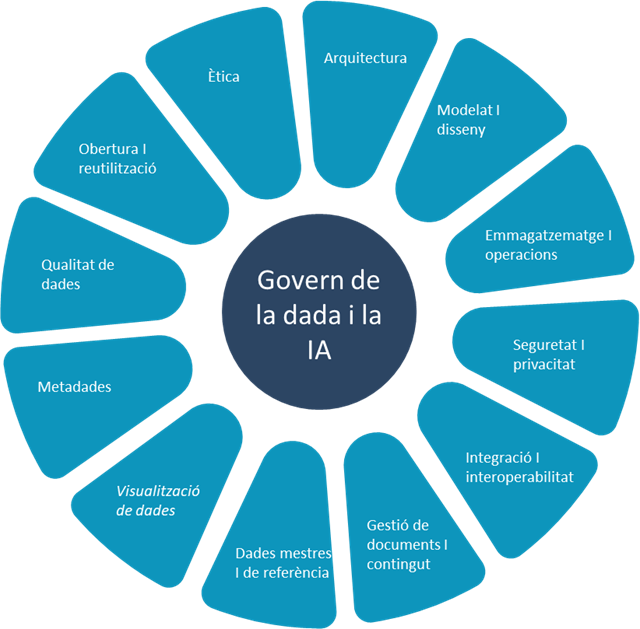 Arquitectura
Modelat I
disseny
Emmagatzematge I
operacions
Seguretat I
privacitat
Integració I
interoperabilitat
Gestió de
documents I
contingut
Dades mestres
I de referència
Visualització
de dades
Metadades
Qualitat de
dades
Obertura I
reutilització
Ètica
Govern de
la dada i la
IA